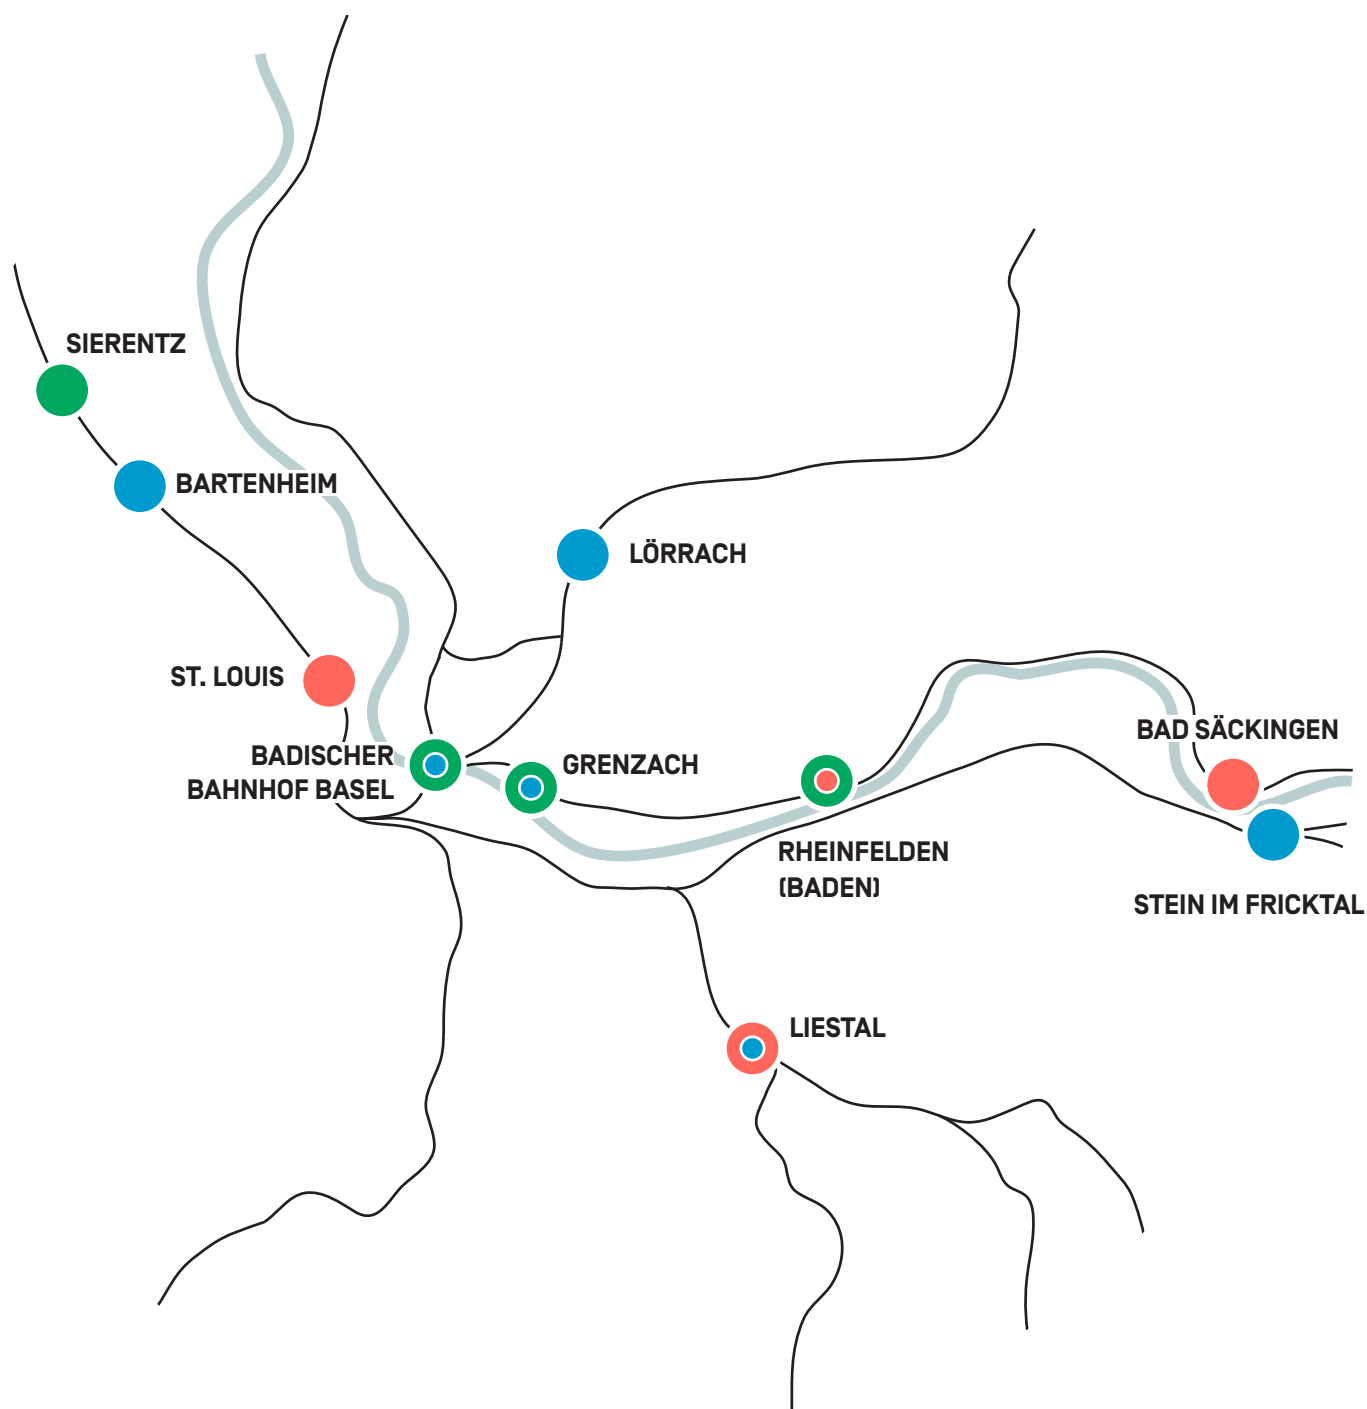 SIERENTZ
BARTENHEIM
LÖRRACH
ST. LOUIS
BADISCHER
BAHNHOF BASEL
GRENZACH
BAD SÄCKINGEN
RHEINFELDEN
(BADEN)
STEIN IM FRICKTAL
LIESTAL